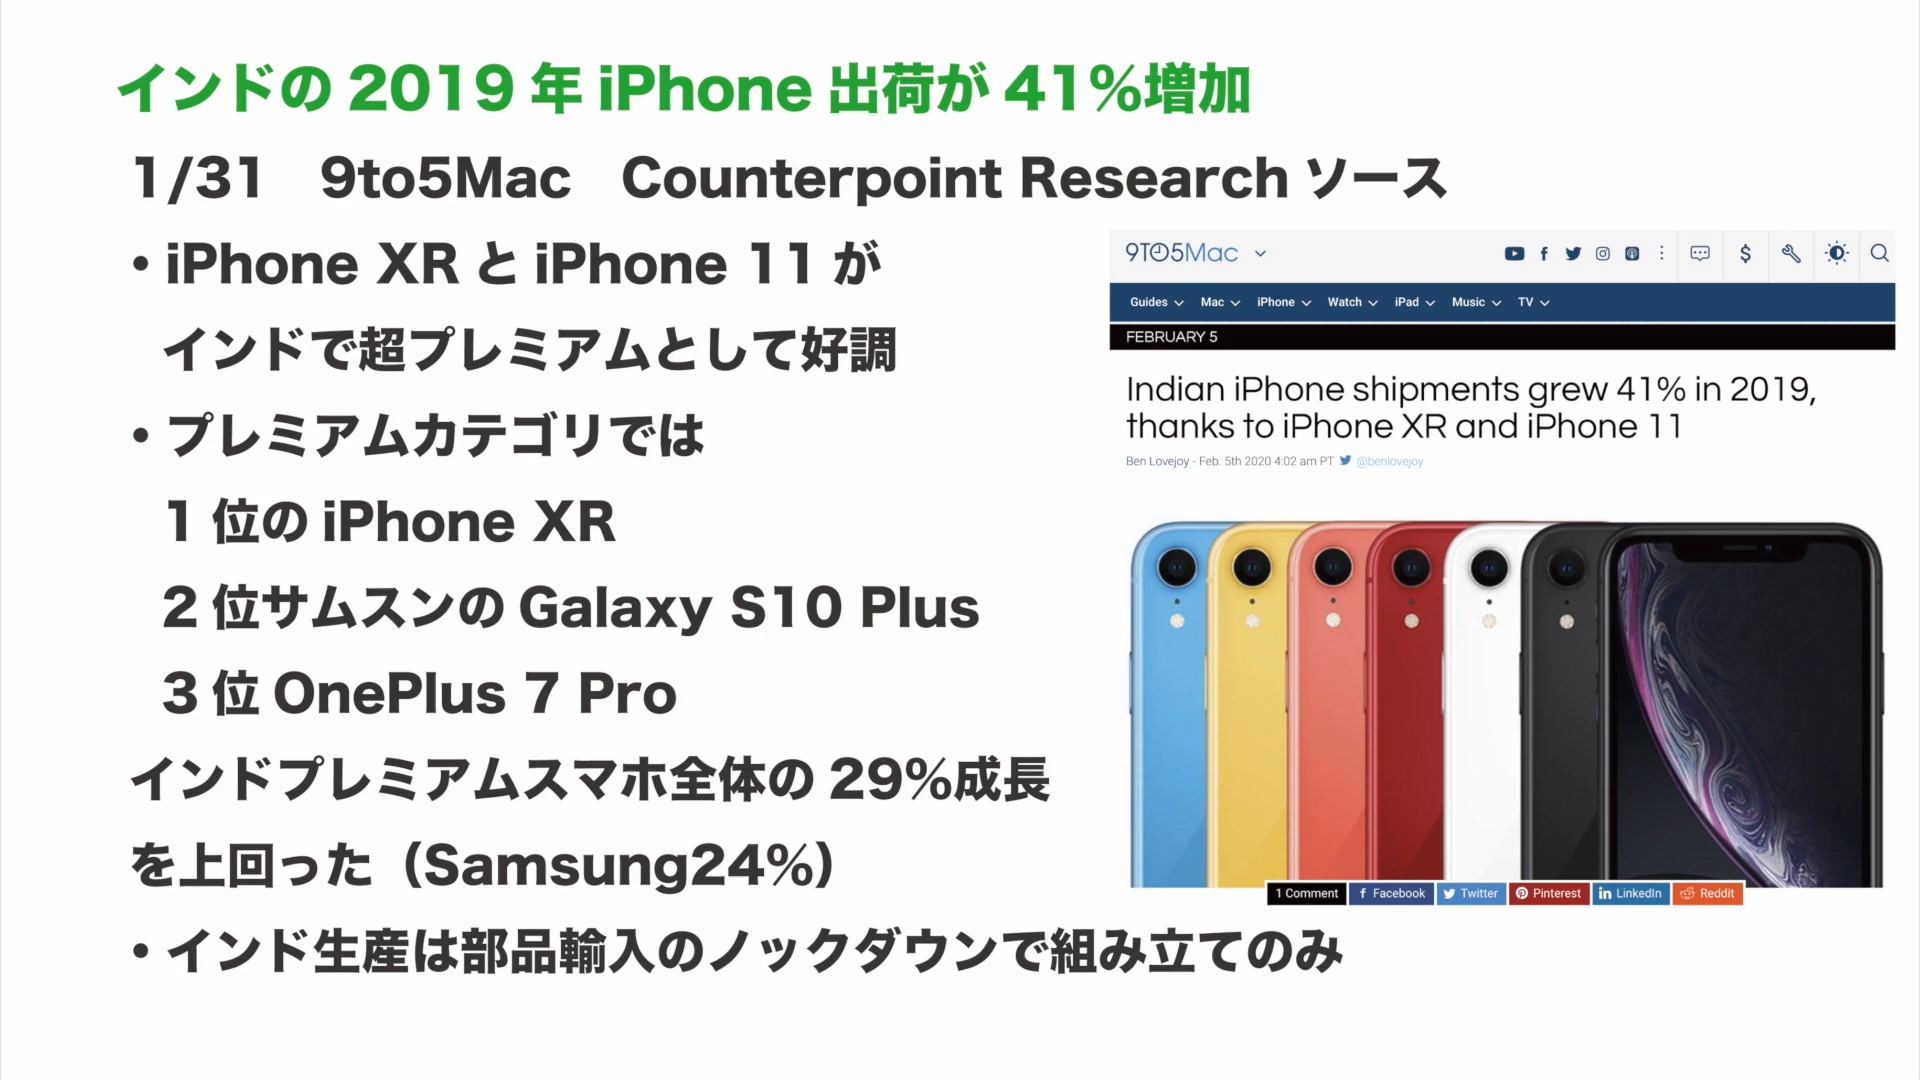 インドの2019年iPhone出荷が41%増加
1/31 9to5Mac Counterpoint Researchソース
・iPhone XRとiPhone 11が
インドで超プレミアムとして好調
・プレミアムカテゴリでは
1位のiPhone XR
2位サムスンのGalaxy S10 Plus
3位OnePlus 7 Pro
インドプレミアムスマホ全体の29%成長
を上回った（Samsung24%）
・インド生産は部品輸入のノックダウンで組み立てのみ
9TO5Mac
Guides Mac iPhone Watch iPad Music TV
FEBRUARY 5
Indian iPhone shipments grew 41% in 2019,
thanks to iPhone XR and iPhone 11
Ben Lovejoy - Feb. 5th 2020 4:02 am PT @benlovejoy
1 Comment Facebook Twitter Pinterest LinkedIn Reddit